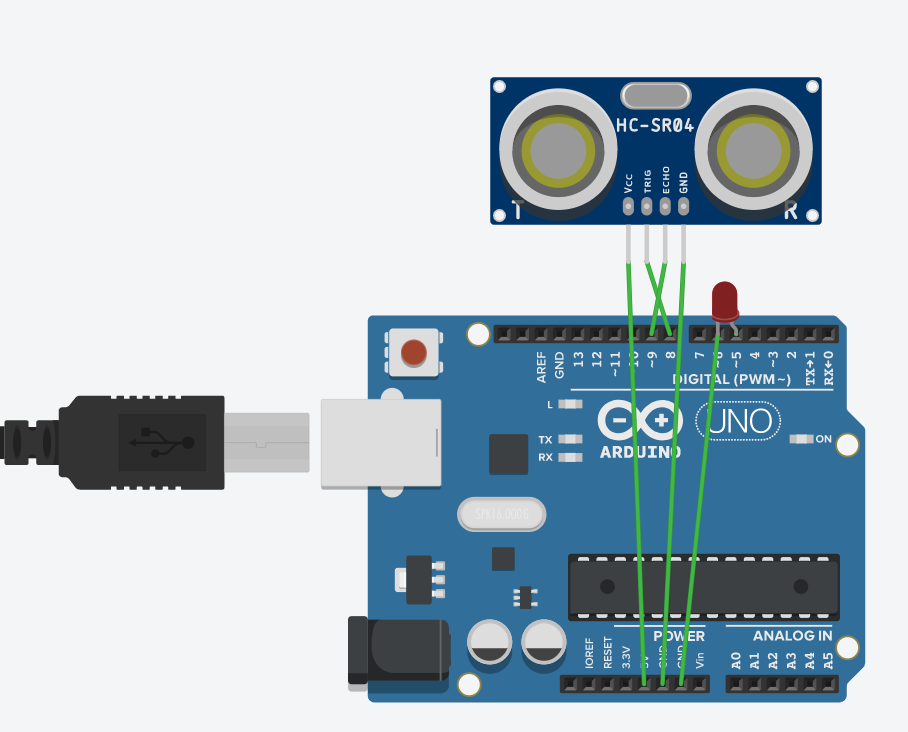 HC-SR04
Vcc
TRIG
ECHO
GND
T
R
AREF
GND
13
12
~11
10
~9
8
7
~6
~5
4
~3
2
TX→1
RX←0
DIGITAL (PWM~)
L
TX
RX
UNO
ON
ARDUINO
SPK16.000G
POWER
ANALOG IN
IOREF
RESET
3.3V
5V
GND
GND
Vin
A0
A1
A2
A3
A4
A5